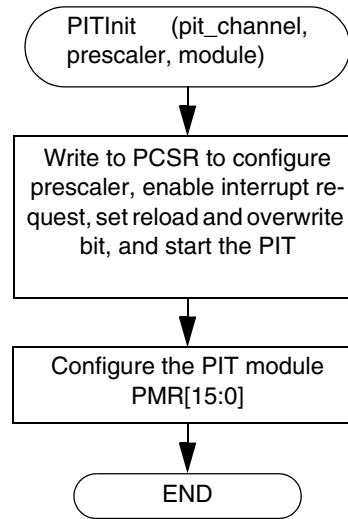 PITInit (pit_channel,
prescaler, module)
Write to PCSR to configure
prescaler, enable interrupt re-
quest, set reload and overwrite
bit, and start the PIT
Configure the PIT module
PMR[15:0]
END